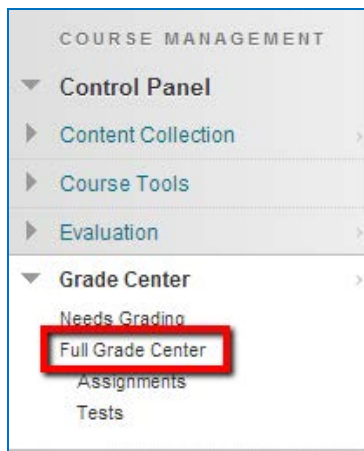 COURSE MANAGEMENT
Control Panel
Content Collection
Course Tools
Evaluation
Grade Center
Needs Grading
Full Grade Center
Assignments
Tests